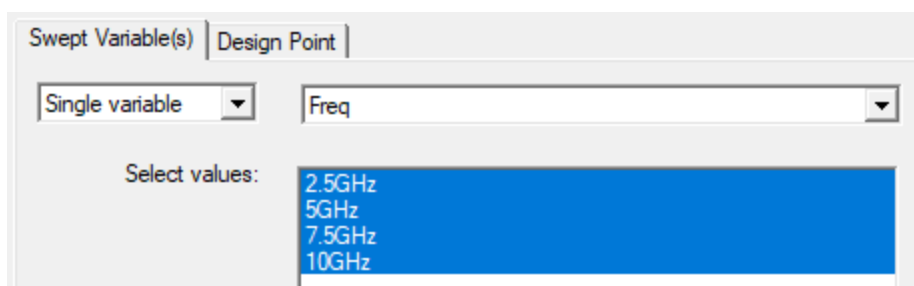 Swept Variable(s) Design Point
Single variable Freq
Select values:
2.5GHz
5GHz
7.5GHz
10GHz